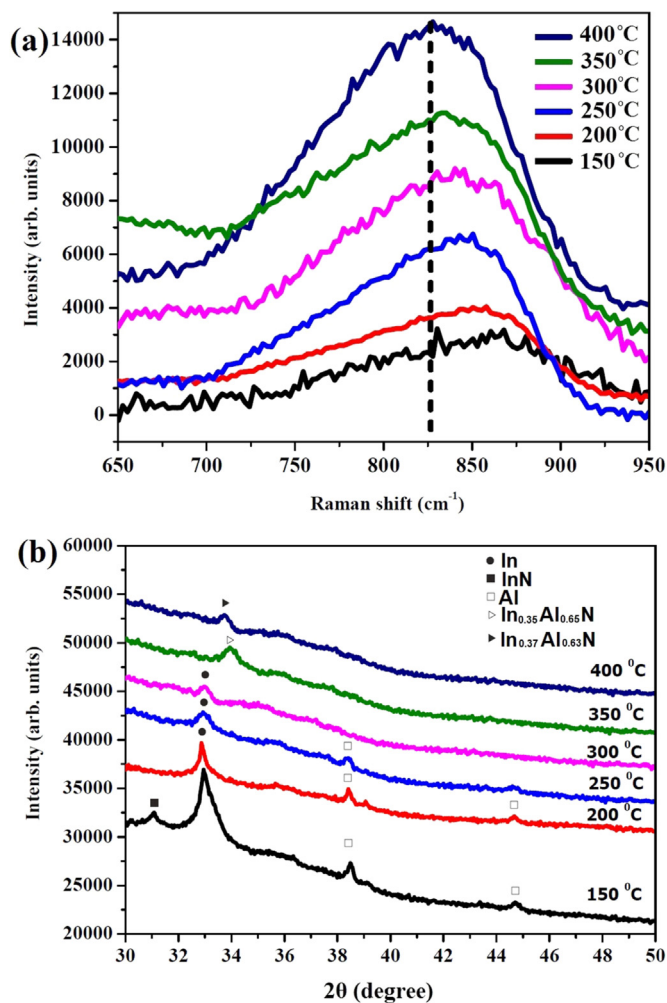 (a)
14000
12000
10000
8000
6000
4000
2000
0
Intensity (arb. units)
400°C
350°C
300°C
250°C
200°C
150°C
650 700 750 800 850 900 950
Raman shift (cm⁻¹)
(b)
60000
55000
50000
45000
40000
35000
30000
25000
20000
Intensity (arb. units)
In
InN
Al
In₀.₃₅Al₀.₆₅N
In₀.₃₇Al₀.₆₃N
400 ⁰C
350 ⁰C
300 ⁰C
250 ⁰C
200 ⁰C
150 ⁰C
30 32 34 36 38 40 42 44 46 48 50
2θ (degree)